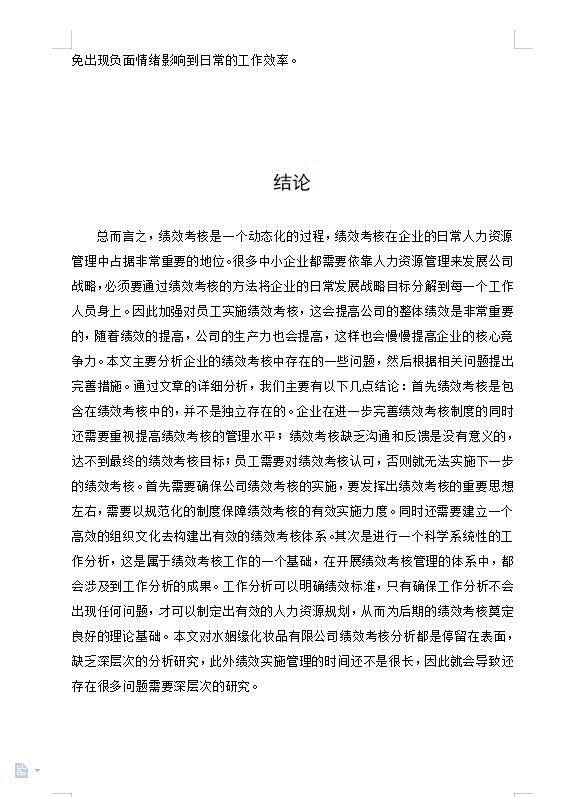 免出现负面情绪影响到日常的工作效率。
结论
总而言之，绩效考核是一个动态化的过程，绩效考核在企业的日常人力资源
管理中占据非常重要的地位。很多中小企业都需要依靠人力资源管理来发展公司
战略，必须要通过绩效考核的方法将企业的日常发展战略目标分解到每一个工作
人员身上。因此加强对员工实施绩效考核，这会提高公司的整体绩效是非常重要
的，随着绩效的提高，公司的生产力也会提高，这样也会慢慢提高企业的核心竞
争力。本文主要分析企业的绩效考核中存在的一些问题，然后根据相关问题提出
完善措施。通过文章的详细分析，我们主要有以下几点结论：首先绩效考核是包
含在绩效考核中的，并不是独立存在的。企业在进一步完善绩效考核制度的同时
还需要重视提高绩效考核的管理水平；绩效考核缺乏沟通和反馈是没有意义的，
达不到最终的绩效考核目标；员工需要对绩效考核认可，否则就无法实施下一步
的绩效考核。首先需要确保公司绩效考核的实施，要发挥出绩效考核的重要思想
左右，需要以规范化的制度保障绩效考核的有效实施力度。同时还需要建立一个
高效的组织文化去构建出有效的绩效考核体系。其次是进行一个科学系统性的工
作分析，这是属于绩效考核工作的一个基础，在开展绩效考核管理的体系中，都
会涉及到工作分析的成果。工作分析可以明确绩效标准，只有确保工作分析不会
出现任何问题，才可以制定出有效的人力资源规划，从而为后期的绩效考核奠定
良好的理论基础。本文对水姻缘化妆品有限公司绩效考核分析都是停留在表面，
缺乏深层次的分析研究，此外绩效实施管理的时间还不是很长，因此就会导致还
存在很多问题需要深层次的研究。